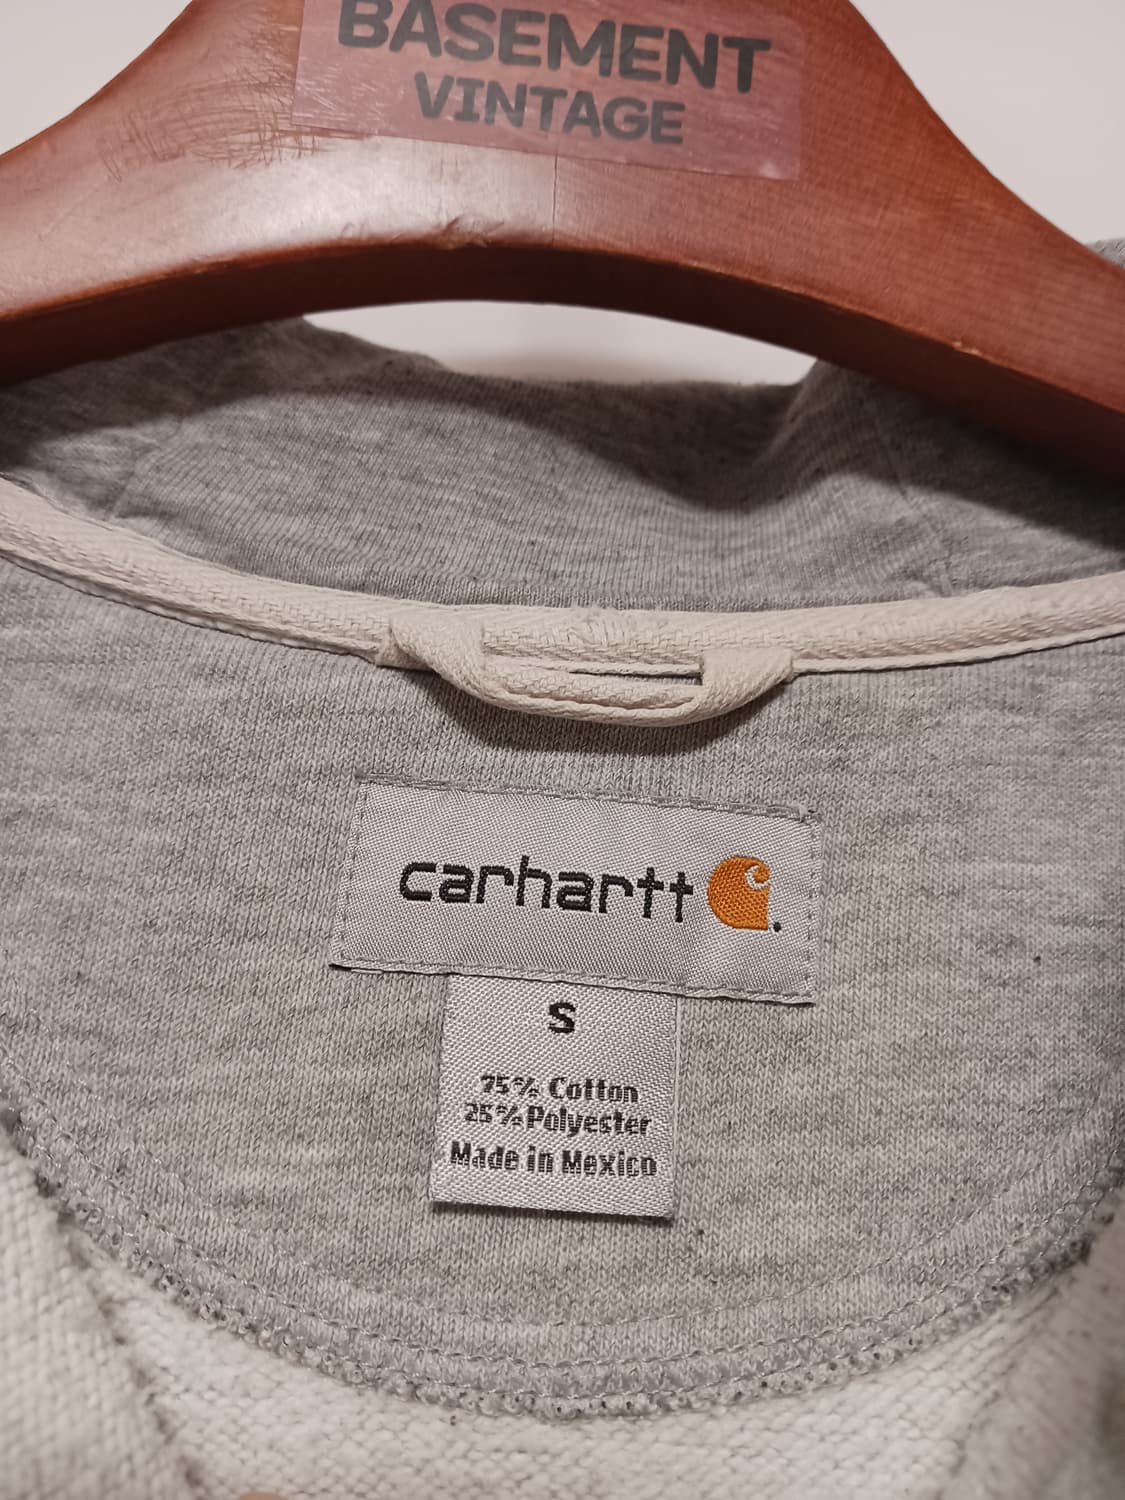 BASEMENT
VINTAGE
carhartt
S
75% Cotton
25% Polyester
Made in Mexico